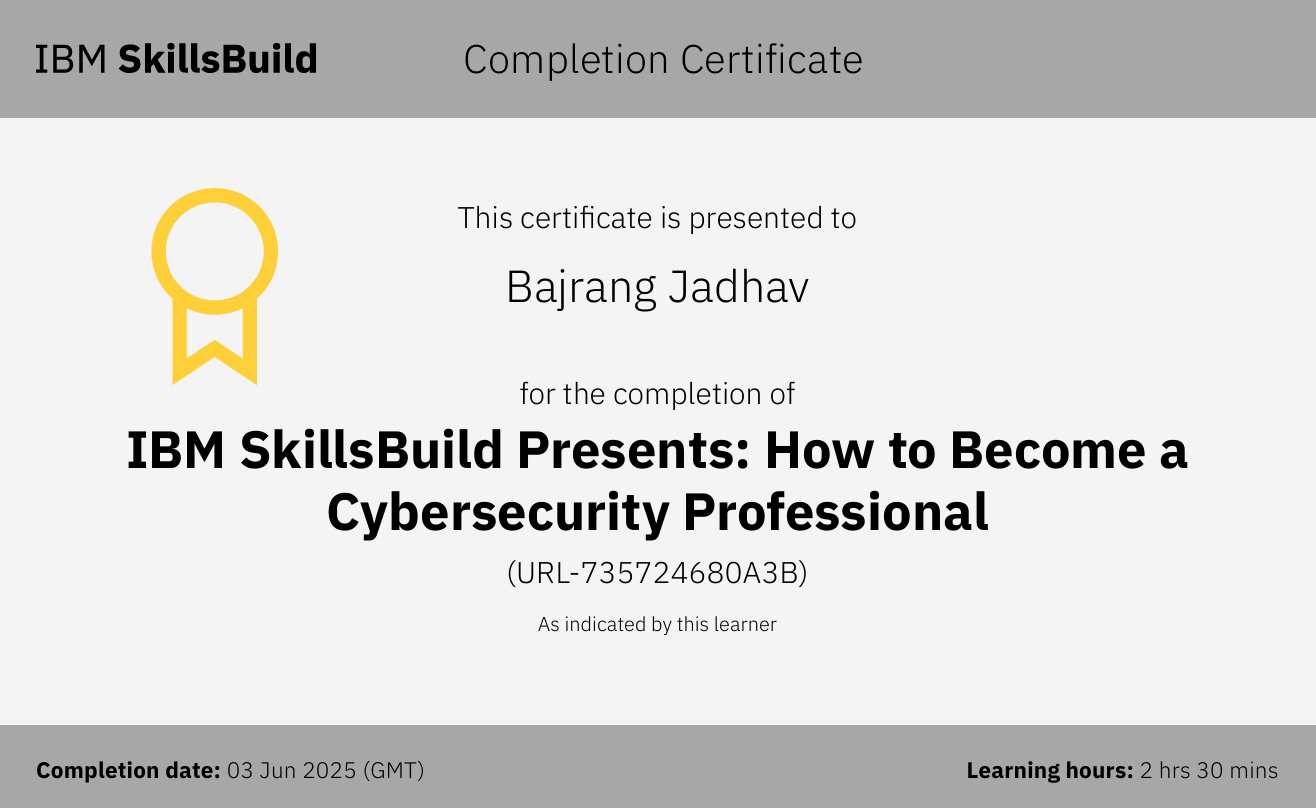 IBM SkillsBuild
Completion Certificate
This certificate is presented to
Bajrang Jadhav
for the completion of
IBM SkillsBuild Presents: How to Become a
Cybersecurity Professional
(URL-735724680A3B)
As indicated by this learner
Completion date: 03 Jun 2025 (GMT)
Learning hours: 2 hrs 30 mins